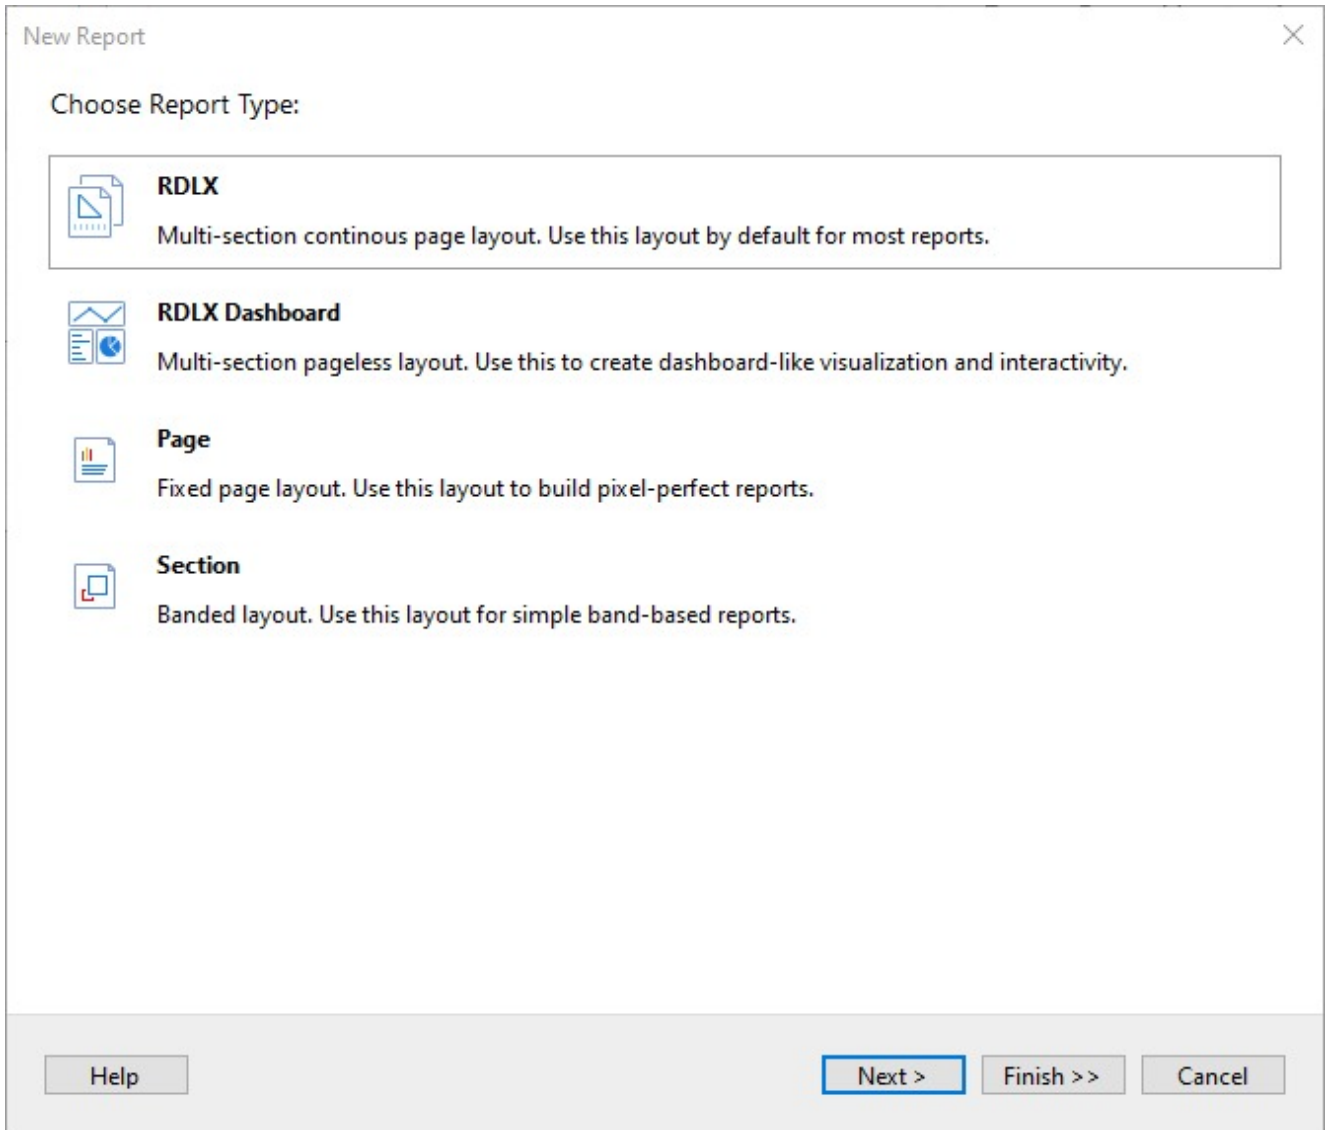 New Report
Choose Report Type:
RDLX
Multi-section continous page layout. Use this layout by default for most reports.
RDLX Dashboard
Multi-section pageless layout. Use this to create dashboard-like visualization and interactivity.
Page
Fixed page layout. Use this layout to build pixel-perfect reports.
Section
Banded layout. Use this layout for simple band-based reports.
Help
Next >
Finish >>
Cancel